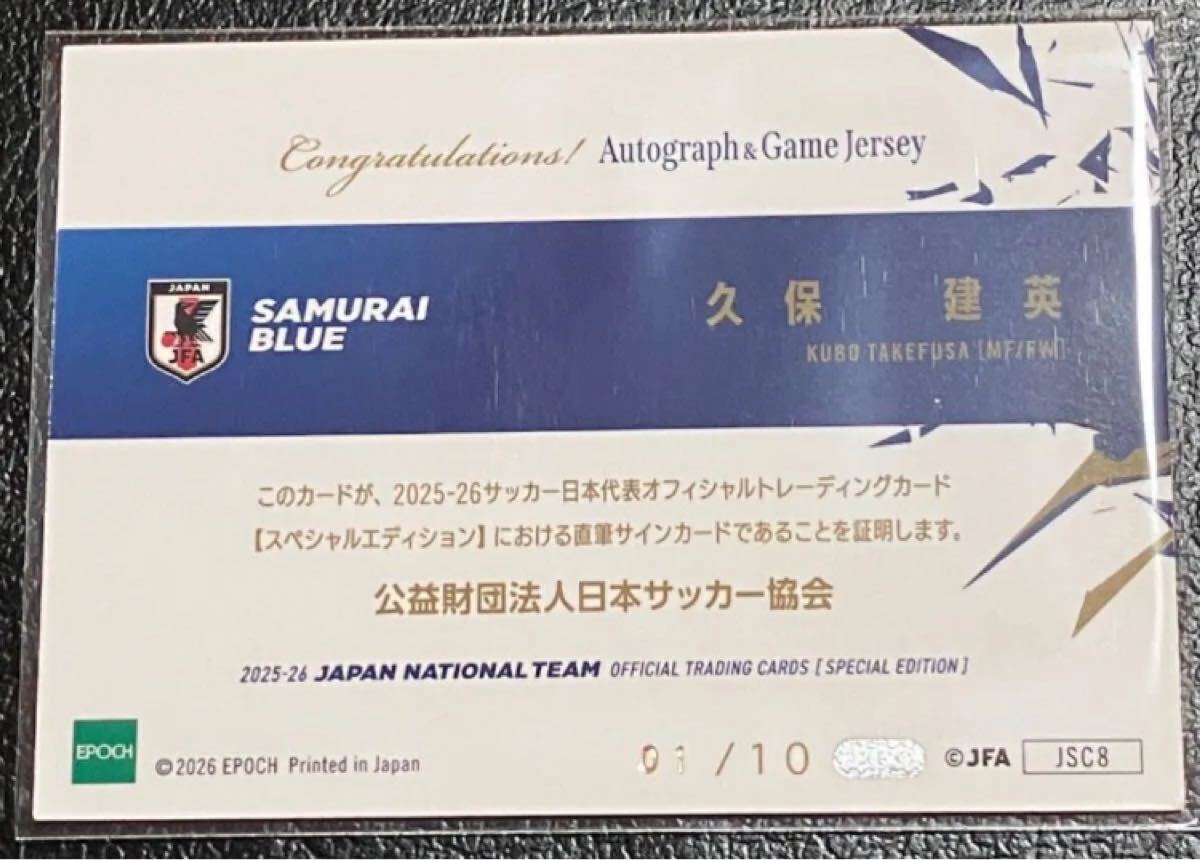 Congratulations! Autograph & Game Jersey
JAPAN
JFA
SAMURAI
BLUE
久保 建英
KUBO TAKEFUSA [MF/FW]
このカードが、2025-26サッカー日本代表オフィシャルトレーディングカード
【スペシャルエディション】における直筆サインカードであることを証明します。
公益財団法人日本サッカー協会
2025-26 JAPAN NATIONAL TEAM OFFICIAL TRADING CARDS [SPECIAL EDITION]
EPOCH
©2026 EPOCH Printed in Japan
01/10
©JFA
JSC8